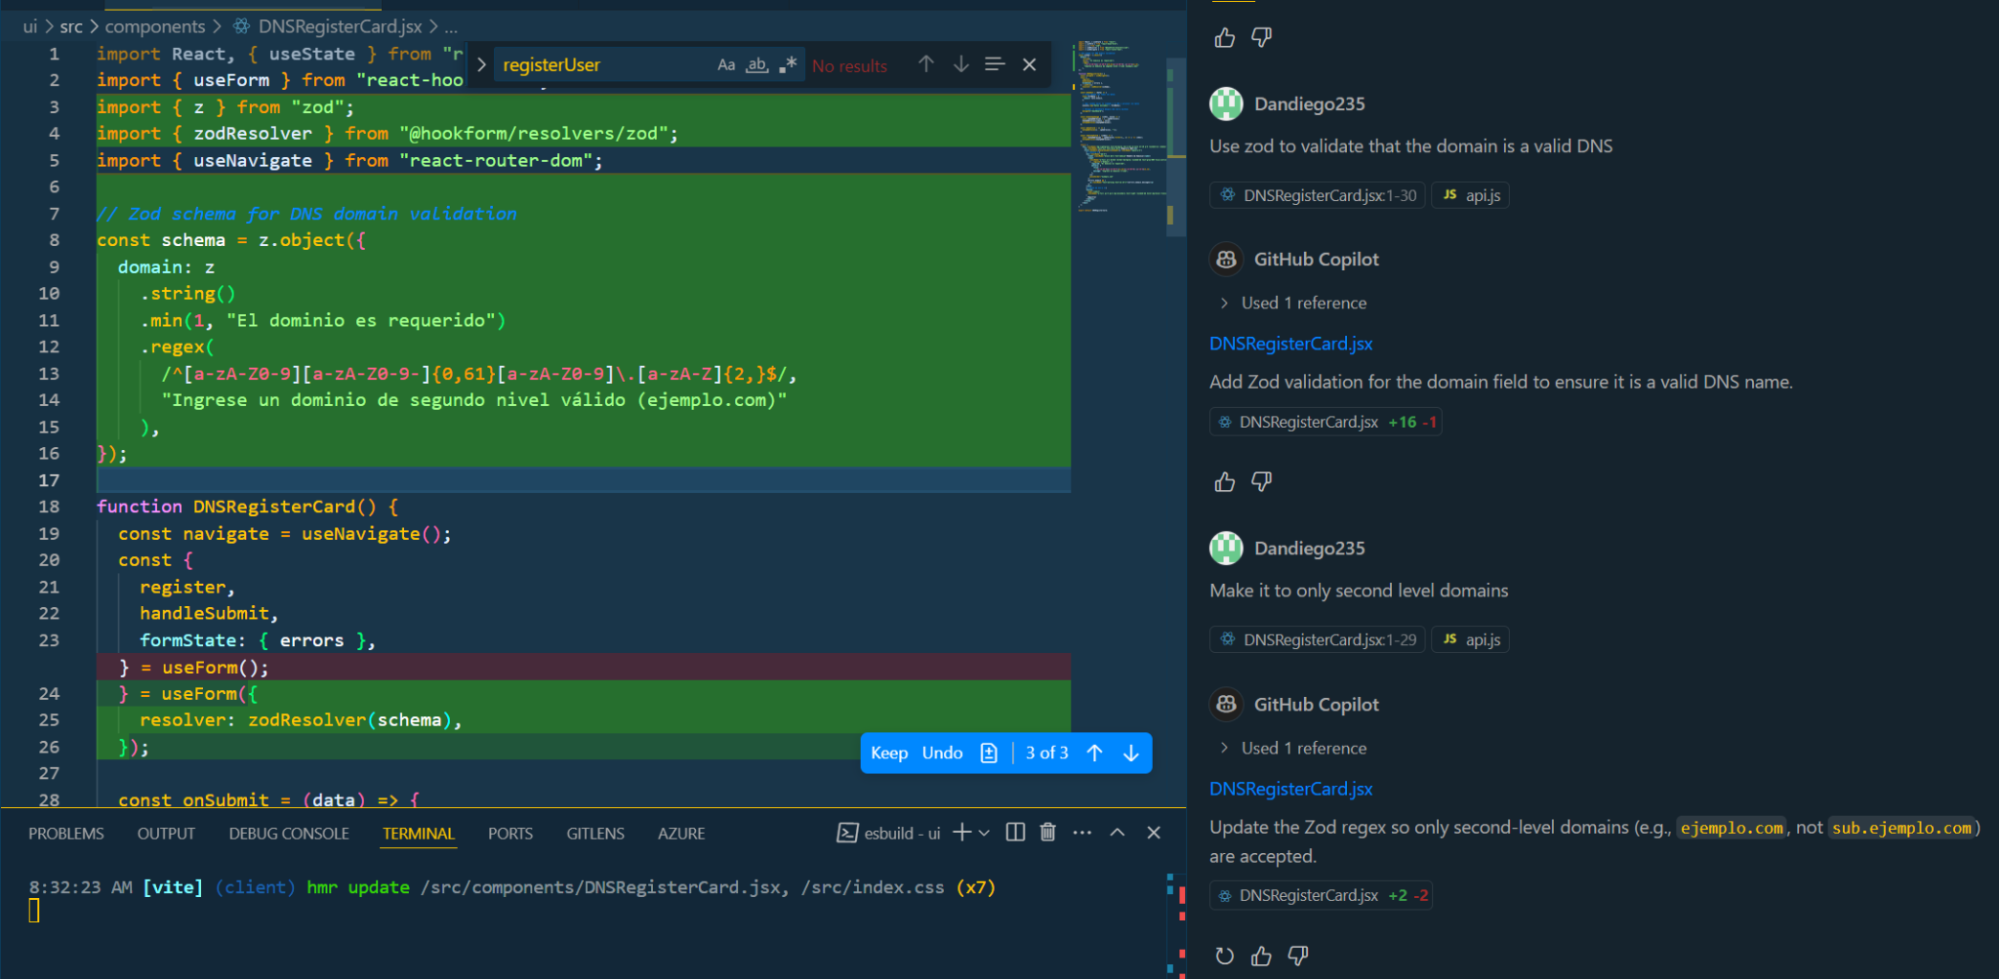 ui > src > components > DNSRegisterCard.jsx > ...
registerUser
Aa ab, .* No results
1 import React, { useState } from "r
2 import { useForm } from "react-hoo
3 import { z } from "zod";
4 import { zodResolver } from "@hookform/resolvers/zod";
5 import { useNavigate } from "react-router-dom";
6
7 // Zod schema for DNS domain validation
8 const schema = z.object({
9 domain: z
10 .string()
11 .min(1, "El dominio es requerido")
12 .regex(
13 /^[a-zA-Z0-9][a-zA-Z0-9-]{0,61}[a-zA-Z0-9]\.[a-zA-Z]{2,}$/,
14 "Ingrese un dominio de segundo nivel válido (ejemplo.com)"
15 ),
16 });
17
18 function DNSRegisterCard() {
19 const navigate = useNavigate();
20 const {
21 register,
22 handleSubmit,
23 formState: { errors },
} = useForm();
24 } = useForm({
25 resolver: zodResolver(schema),
26 });
27
28 const onSubmit = (data) => {
Keep Undo 3 of 3
PROBLEMS OUTPUT DEBUG CONSOLE TERMINAL PORTS GITLENS AZURE
esbuild - ui
8:32:23 AM [vite] (client) hmr update /src/components/DNSRegisterCard.jsx, /src/index.css (x7)
Dandiego235
Use zod to validate that the domain is a valid DNS
DNSRegisterCard.jsx:1-30 JS api.js
GitHub Copilot
> Used 1 reference
DNSRegisterCard.jsx
Add Zod validation for the domain field to ensure it is a valid DNS name.
DNSRegisterCard.jsx +16 -1
Dandiego235
Make it to only second level domains
DNSRegisterCard.jsx:1-29 JS api.js
GitHub Copilot
> Used 1 reference
DNSRegisterCard.jsx
Update the Zod regex so only second-level domains (e.g., ejemplo.com, not sub.ejemplo.com)
are accepted.
DNSRegisterCard.jsx +2 -2